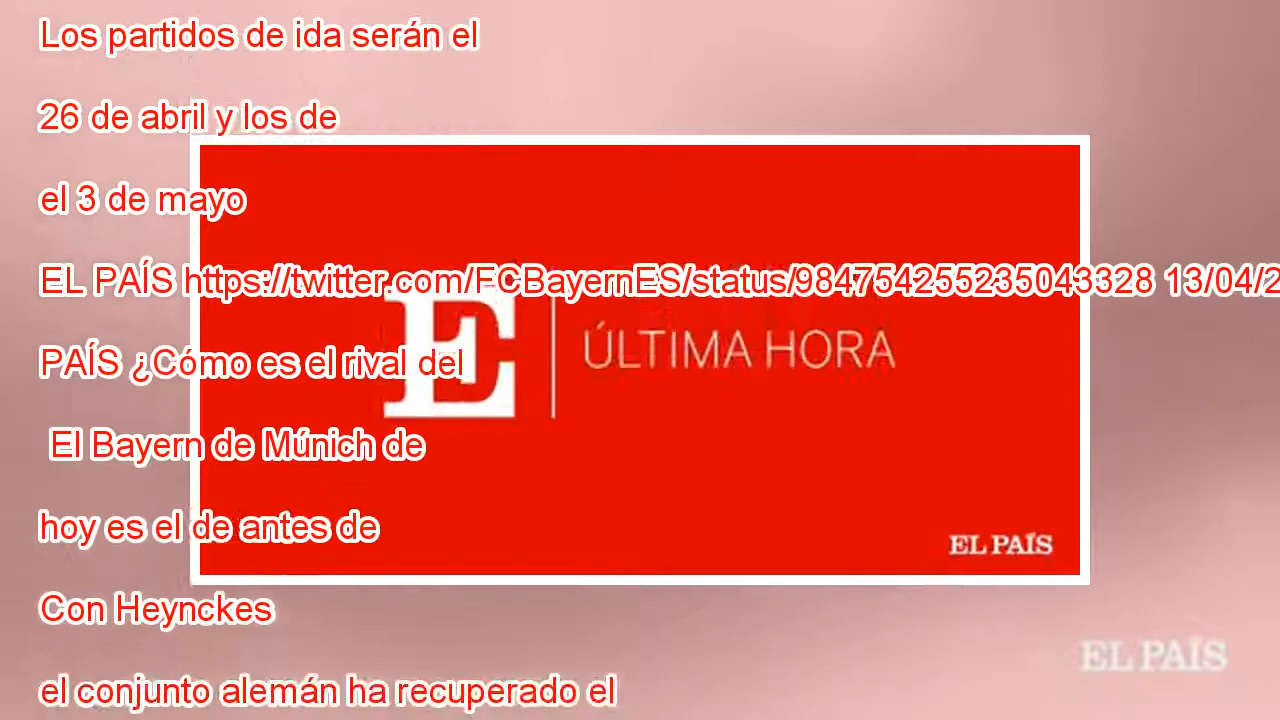 Los partidos de ida serán el
26 de abril y los de
el 3 de mayo
EL PAÍS https://twitter.com/FCBayernES/status/984754255235043328 13/04/2
E
ÚLTIMA HORA
PAÍS ¿Cómo es el rival del
El Bayern de Múnich de
hoy es el de antes de
EL PAÍS
Con Heynckes
EL PAÍS
el conjunto alemán ha recuperado el